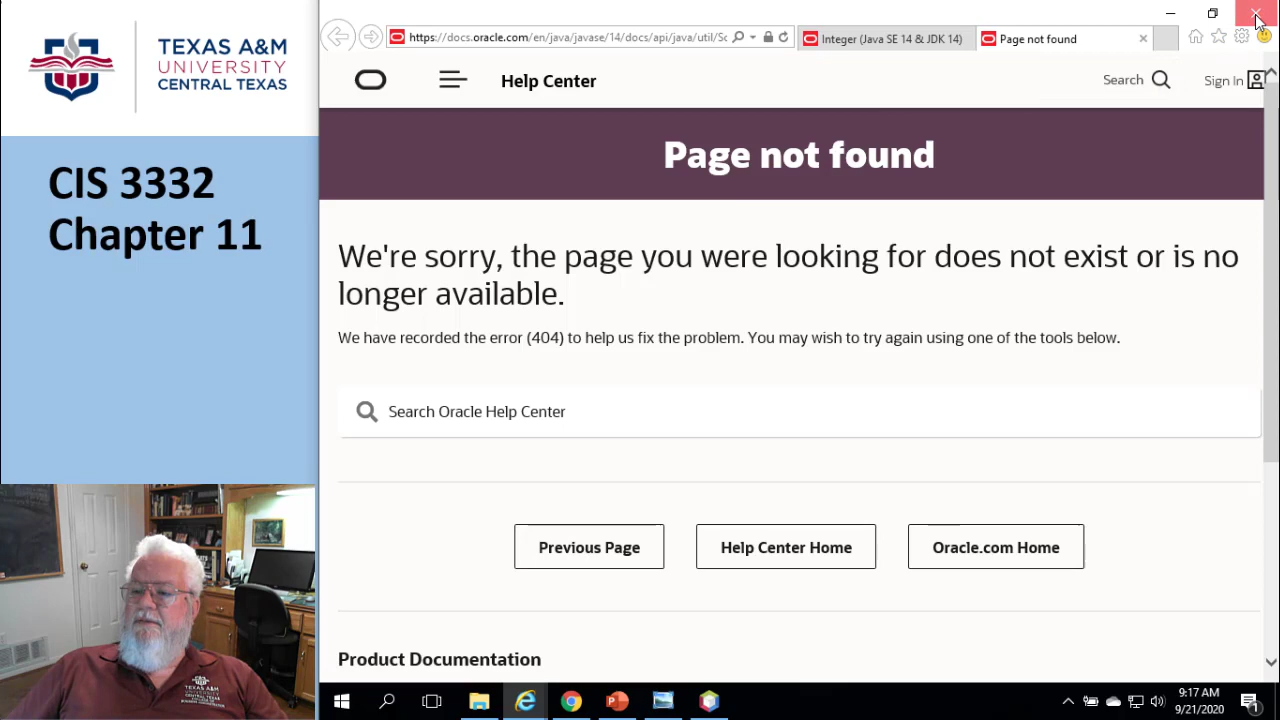 TEXAS A&M
UNIVERSITY
CENTRAL TEXAS
CIS 3332
Chapter 11
https://docs.oracle.com/en/java/javase/14/docs/api/java/util/Sc
Integer (Java SE 14 & JDK 14)
Page not found
Help Center
Search
Sign In
Page not found
We're sorry, the page you were looking for does not exist or is no
longer available.
We have recorded the error (404) to help us fix the problem. You may wish to try again using one of the tools below.
Search Oracle Help Center
Previous Page
Help Center Home
Oracle.com Home
Product Documentation
TEXAS A&M
UNIVERSITY
CENTRAL TEXAS
9:17 AM
9/21/2020
1